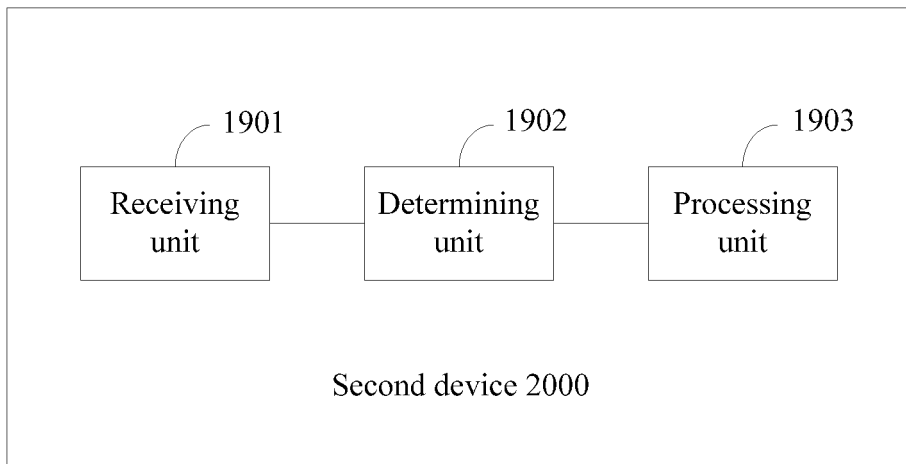 1901
1902
1903
Receiving
unit
Determining
unit
Processing
unit
Second device 2000